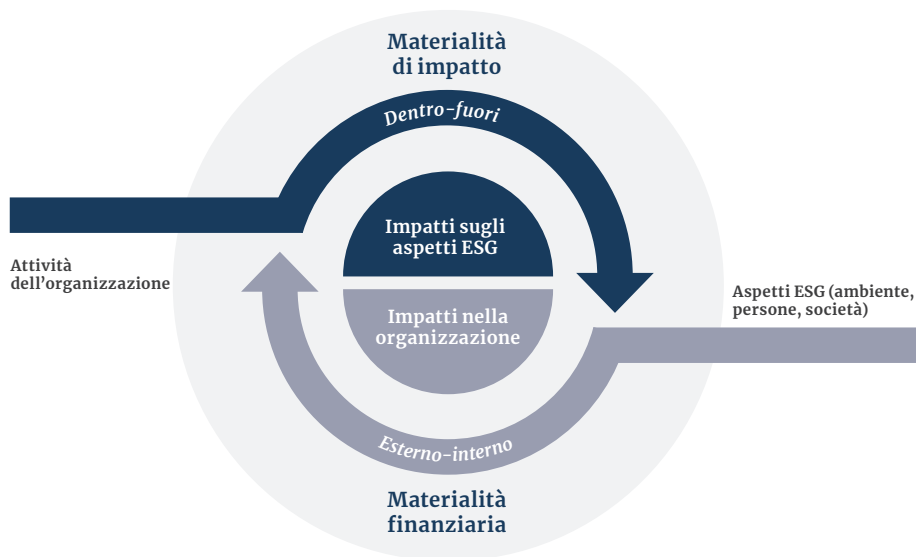 Materialità
di impatto
Dentro-fuori
Impatti sugli
aspetti ESG
Attività
dell'organizzazione
Aspetti ESG (ambiente,
persone, società)
Impatti nella
organizzazione
Esterno-interno
Materialità
finanziaria